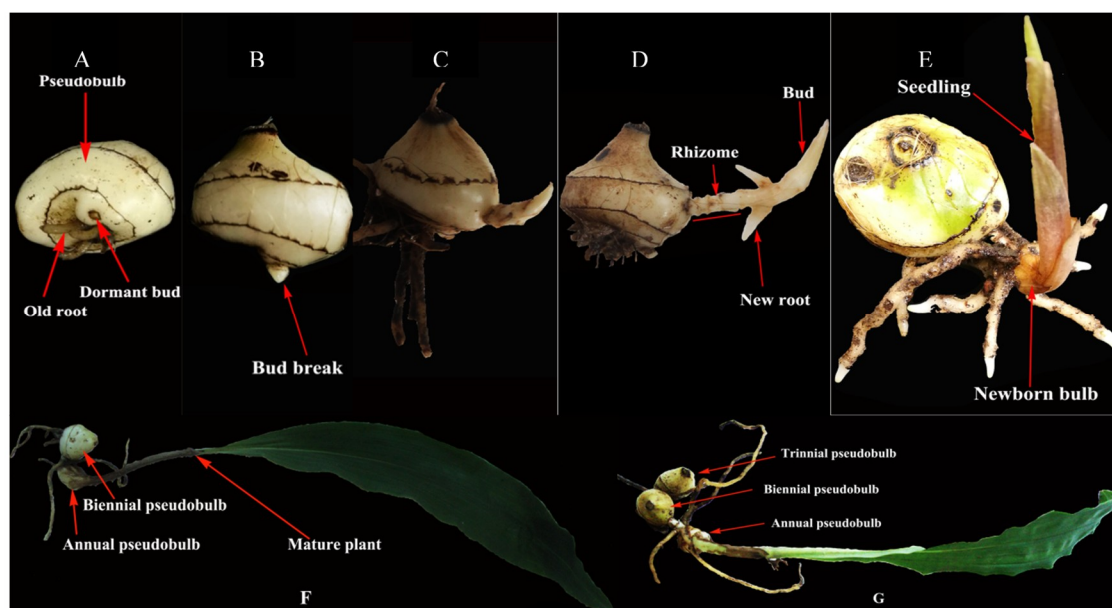 A
Pseudobulb
Dormant bud
Old root
B
Bud break
C
D
Bud
Rhizome
New root
E
Seedling
Newborn bulb
Biennial pseudobulb
Annual pseudobulb
Mature plant
F
Trinnial pseudobulb
Biennial pseudobulb
Annual pseudobulb
G